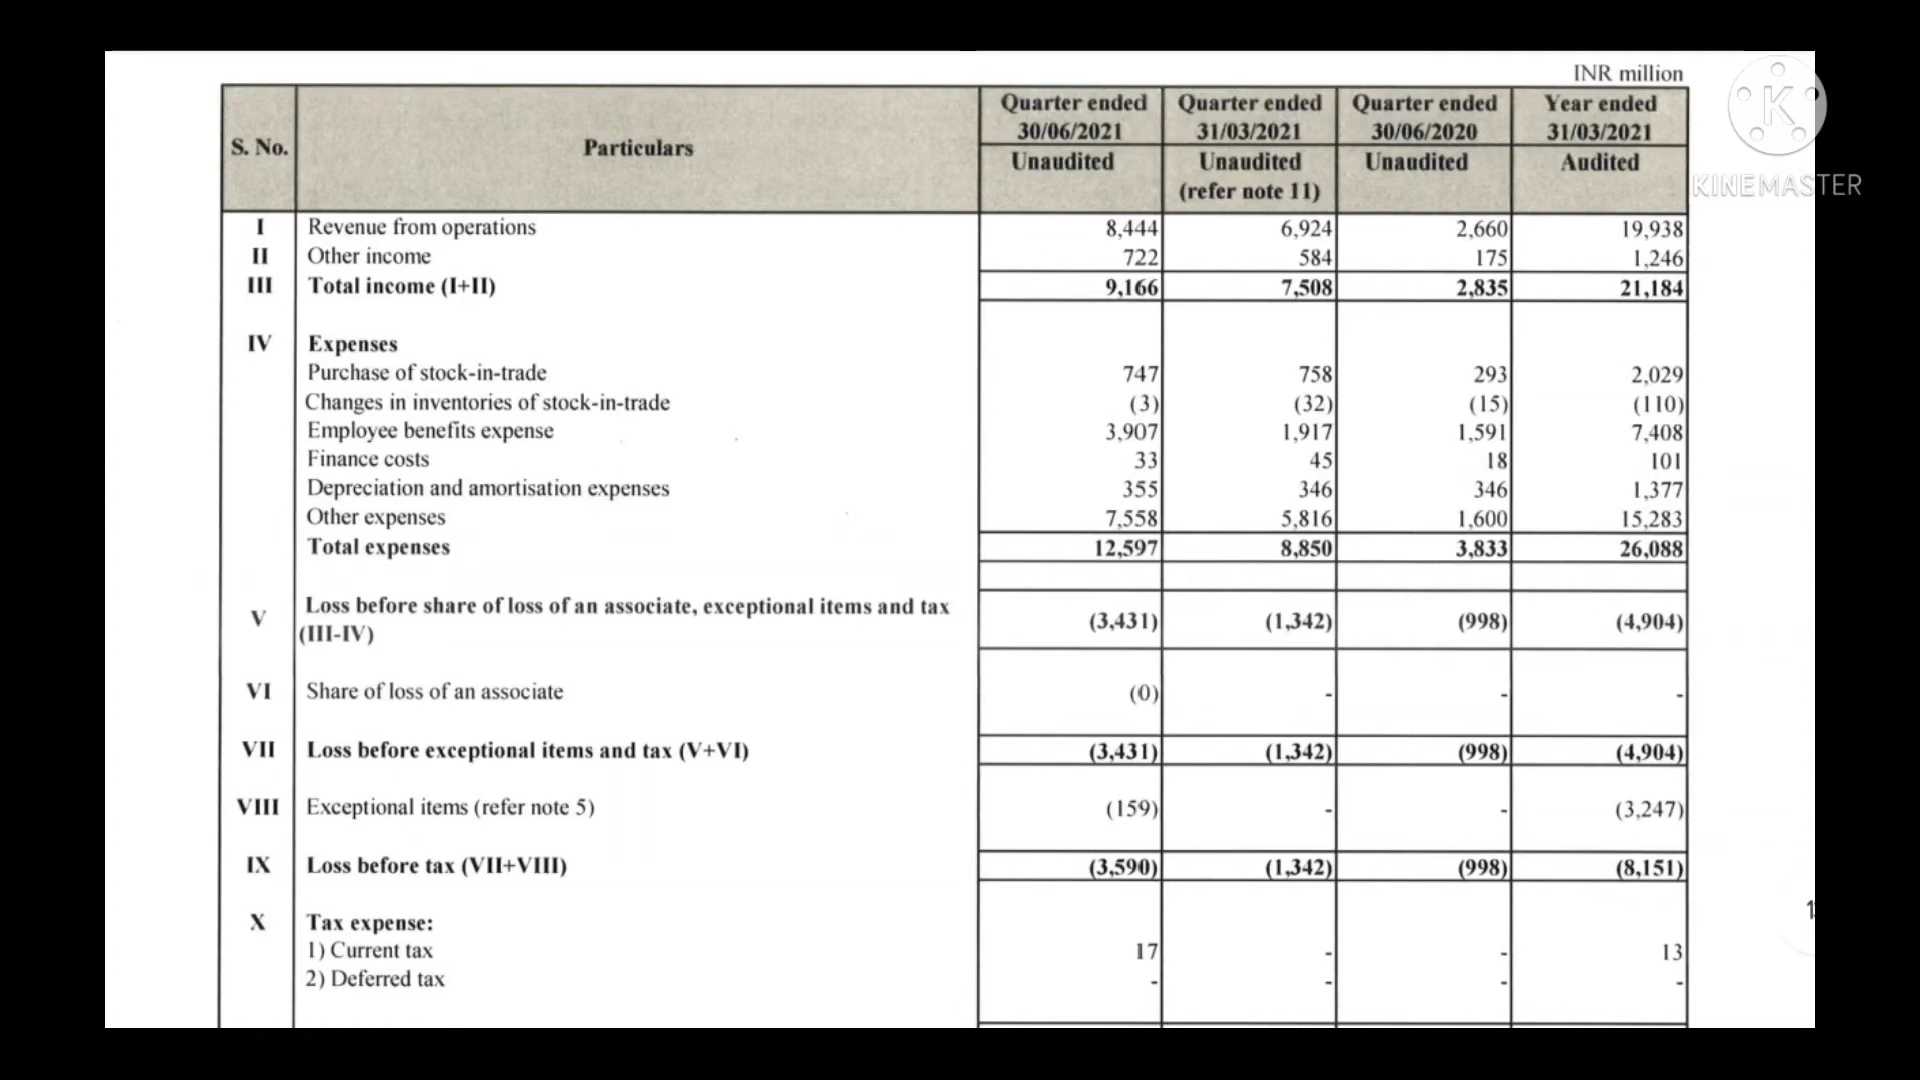 INR million
S. No. Particulars Quarter ended 30/06/2021 Quarter ended 31/03/2021 Quarter ended 30/06/2020 Year ended 31/03/2021
Unaudited Unaudited (refer note 11) Unaudited Audited
I Revenue from operations 8,444 6,924 2,660 19,938
II Other income 722 584 175 1,246
III Total income (I+II) 9,166 7,508 2,835 21,184
IV Expenses
Purchase of stock-in-trade 747 758 293 2,029
Changes in inventories of stock-in-trade (3) (32) (15) (110)
Employee benefits expense 3,907 1,917 1,591 7,408
Finance costs 33 45 18 101
Depreciation and amortisation expenses 355 346 346 1,377
Other expenses 7,558 5,816 1,600 15,283
Total expenses 12,597 8,850 3,833 26,088
V Loss before share of loss of an associate, exceptional items and tax
(III-IV) (3,431) (1,342) (998) (4,904)
VI Share of loss of an associate (0) - - -
VII Loss before exceptional items and tax (V+VI) (3,431) (1,342) (998) (4,904)
VIII Exceptional items (refer note 5) (159) - - (3,247)
IX Loss before tax (VII+VIII) (3,590) (1,342) (998) (8,151)
X Tax expense:
1) Current tax 17 - - 13
2) Deferred tax - - - -
K
KINEMASTER